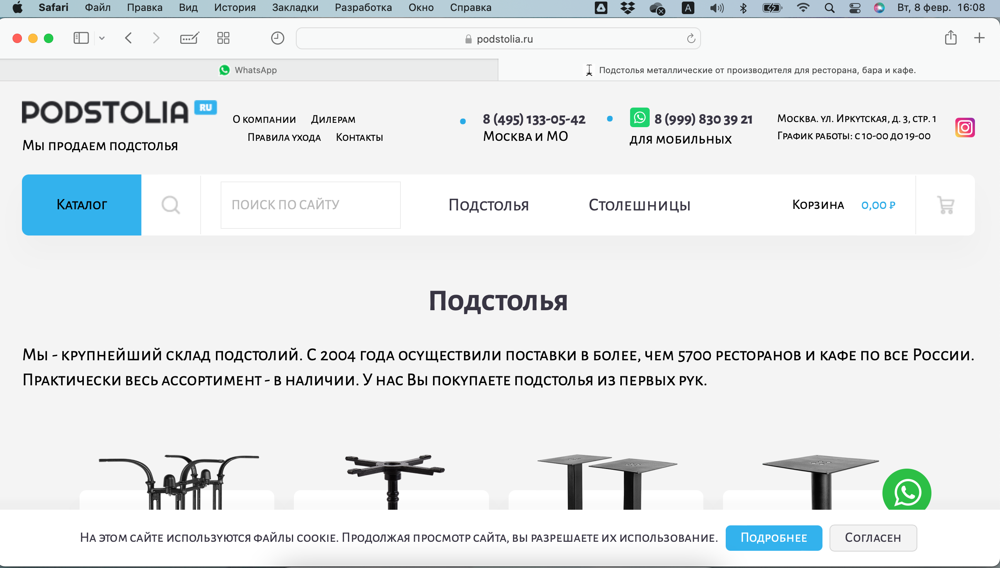 Safari Файл Правка Вид История Закладки Разработка Окно Справка A Вт, 8 февр. 16:08
podstolia.ru
WhatsApp
Подстолья металлические от производителя для ресторана, бара и кафе.
PODSTOLIA RU
Мы продаем подстолья
О компании Дилерам
Правила ухода Контакты
8 (495) 133-05-42
Москва и МО
8 (999) 830 39 21
для мобильных
Москва. ул. Иркутская, д. 3, стр. 1
График работы: с 10-00 до 19-00
Каталог
ПОИСК ПО САЙТУ
Подстолья
Столешницы
Корзина 0,00 ₽
Подстолья
Мы - крупнейший склад подстолий. С 2004 года осуществили поставки в более, чем 5700 ресторанов и кафе по все России.
Практически весь ассортимент - в наличии. У нас Вы покупаете подстолья из первых рук.
На этом сайте используются файлы cookie. Продолжая просмотр сайта, вы разрешаете их использование.
Подробнее
Согласен